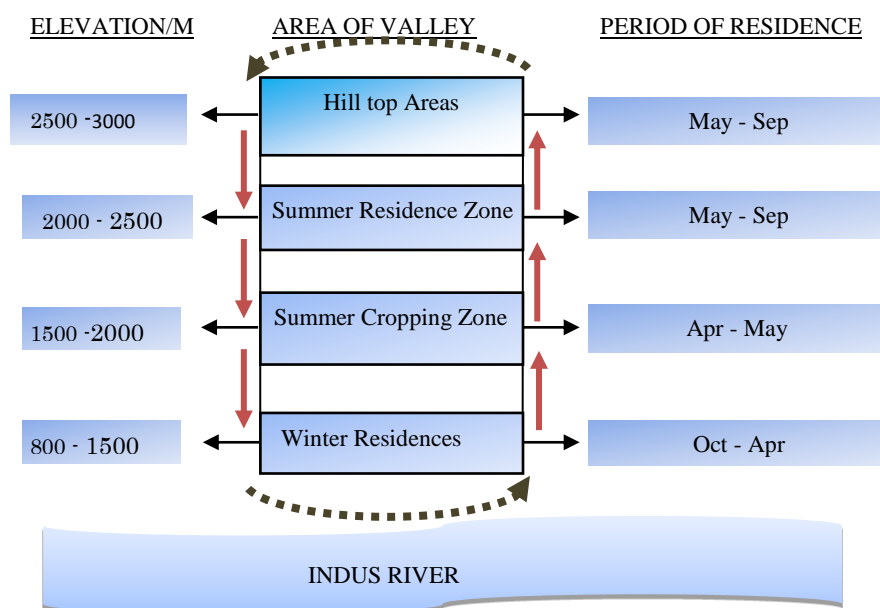 ELEVATION/M AREA OF VALLEY PERIOD OF RESIDENCE
2500 -3000 Hill top Areas May - Sep
2000 - 2500 Summer Residence Zone May - Sep
1500 -2000 Summer Cropping Zone Apr - May
800 - 1500 Winter Residences Oct - Apr
INDUS RIVER